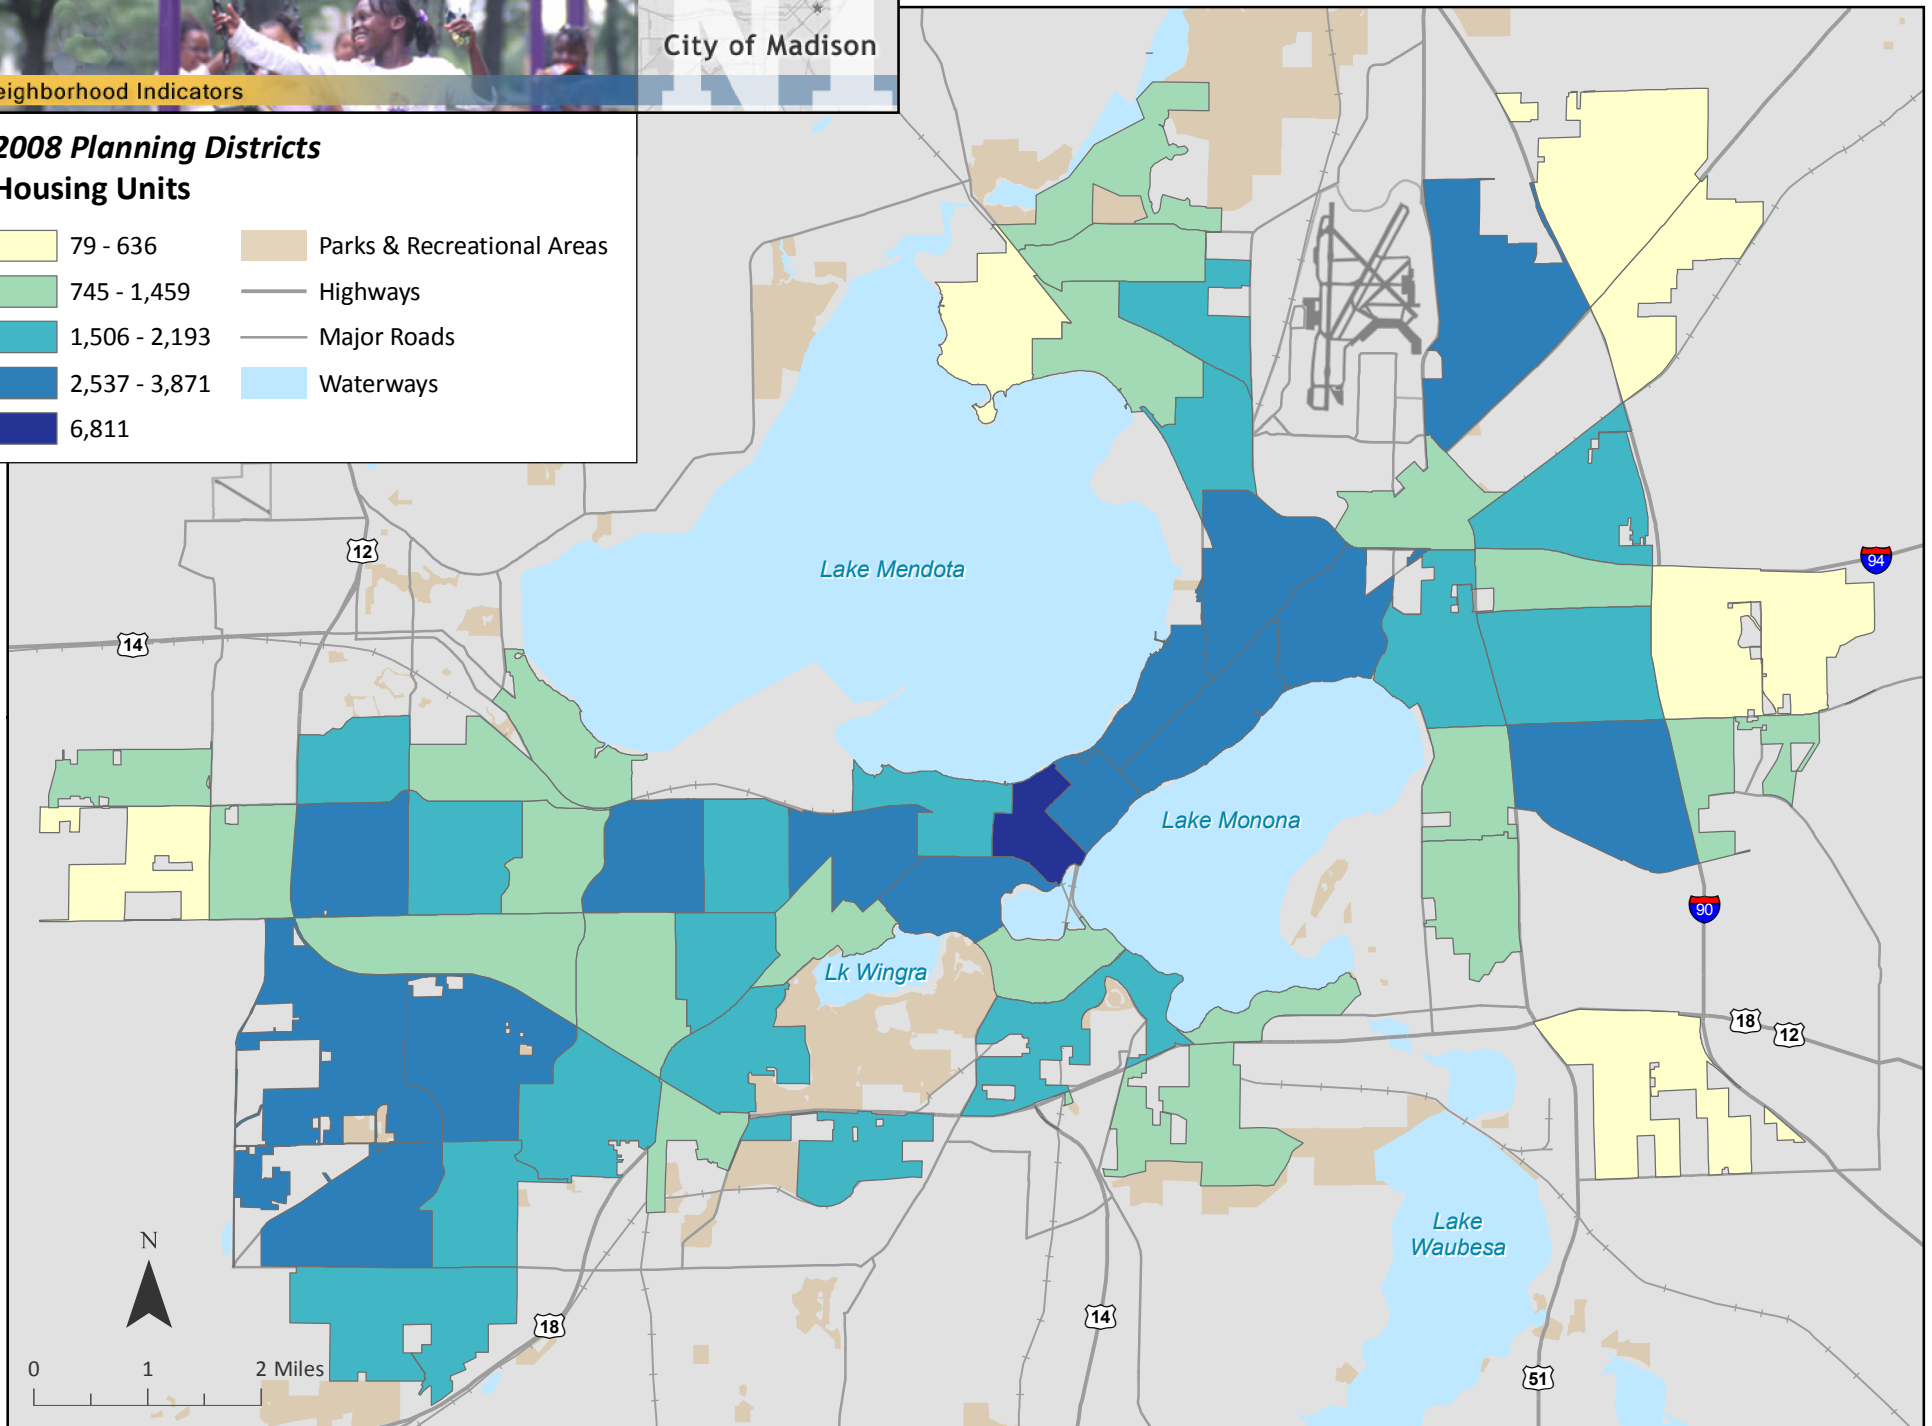 City of Madison
eighborhood Indicators
2008 Planning Districts
Housing Units
79 - 636
745 - 1,459
1,506 - 2,193
2,537 - 3,871
6,811
Parks & Recreational Areas
Highways
Major Roads
Waterways
12
94
14
Lake Mendota
Lake Monona
90
Lk Wingra
18
12
Lake
Waubesa
N
18
14
51
0 1 2 Miles